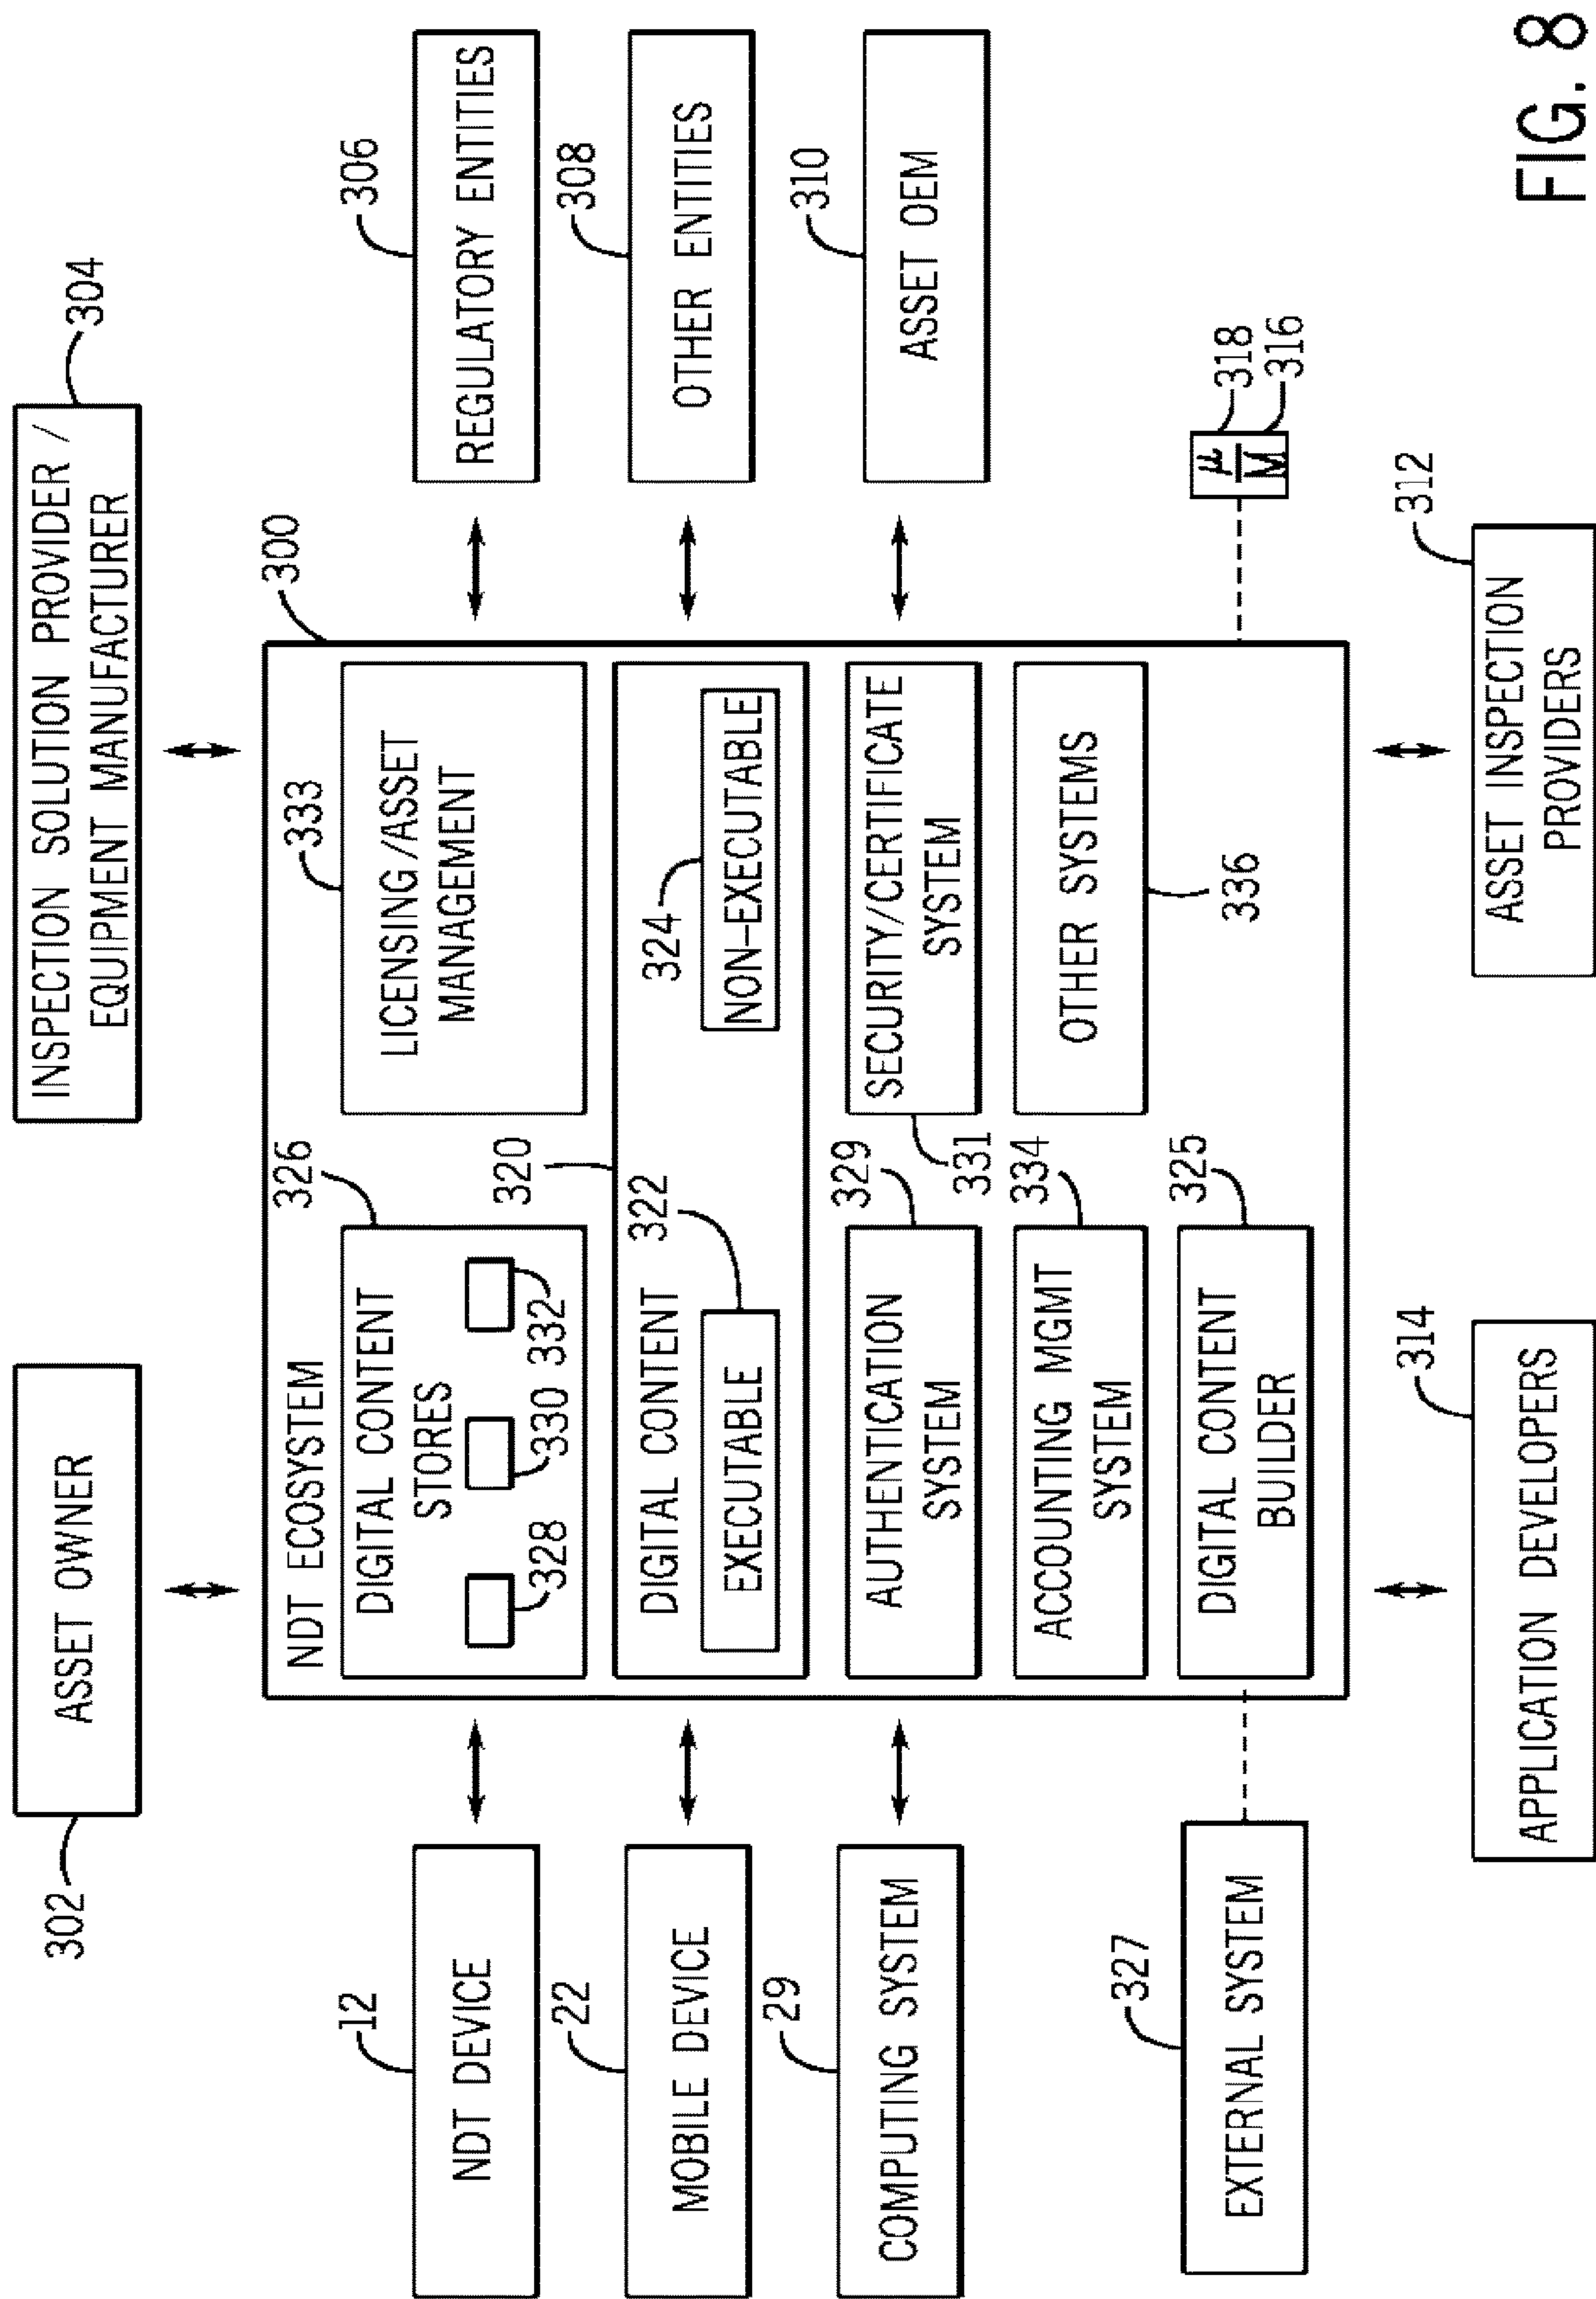 302
ASSET OWNER
INSPECTION SOLUTION PROVIDER /
EQUIPMENT MANUFACTURER
304
12
NDT DEVICE
22
MOBILE DEVICE
29
COMPUTING SYSTEM
327
EXTERNAL SYSTEM
300
NDT ECOSYSTEM
326
DIGITAL CONTENT
STORES
328
330
332
333
LICENSING/ASSET
MANAGEMENT
320
DIGITAL CONTENT
322
EXECUTABLE
324
NON-EXECUTABLE
329
AUTHENTICATION
SYSTEM
SECURITY/CERTIFICATE
SYSTEM
331
334
ACCOUNTING MGMT
SYSTEM
OTHER SYSTEMS
336
325
DIGITAL CONTENT
BUILDER
306
REGULATORY ENTITIES
308
OTHER ENTITIES
310
ASSET OEM
µ
318
M
316
314
APPLICATION DEVELOPERS
312
ASSET INSPECTION
PROVIDERS
FIG. 8